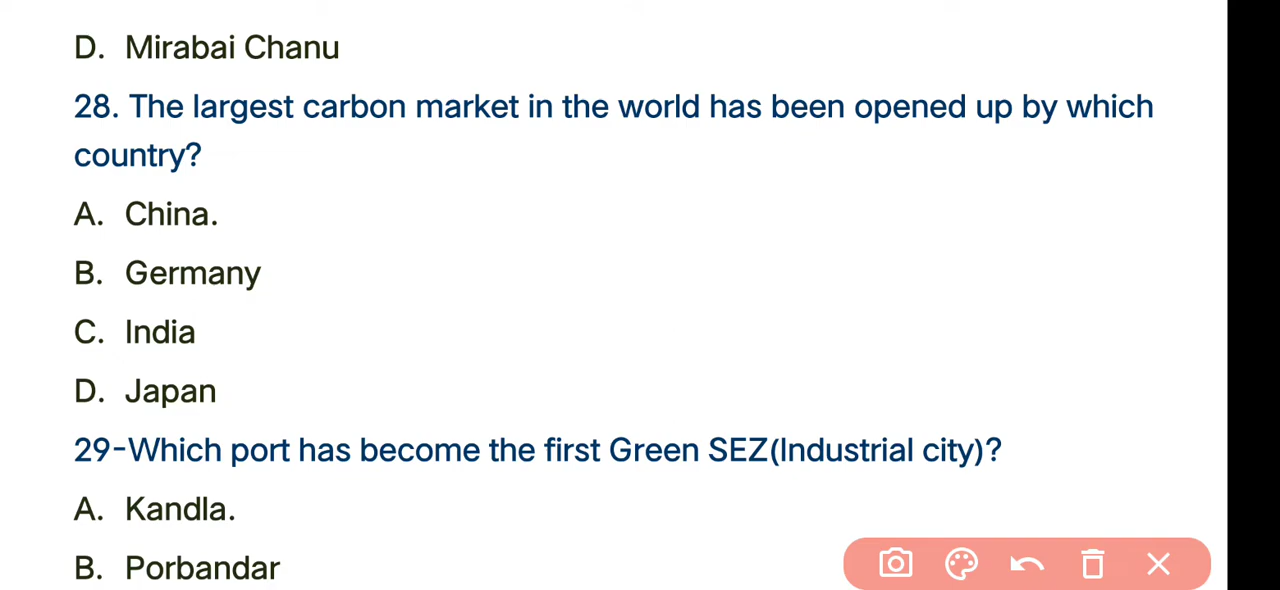 D. Mirabai Chanu
28. The largest carbon market in the world has been opened up by which
country?
A. China.
B. Germany
C. India
D. Japan
29-Which port has become the first Green SEZ(Industrial city)?
A. Kandla.
B. Porbandar